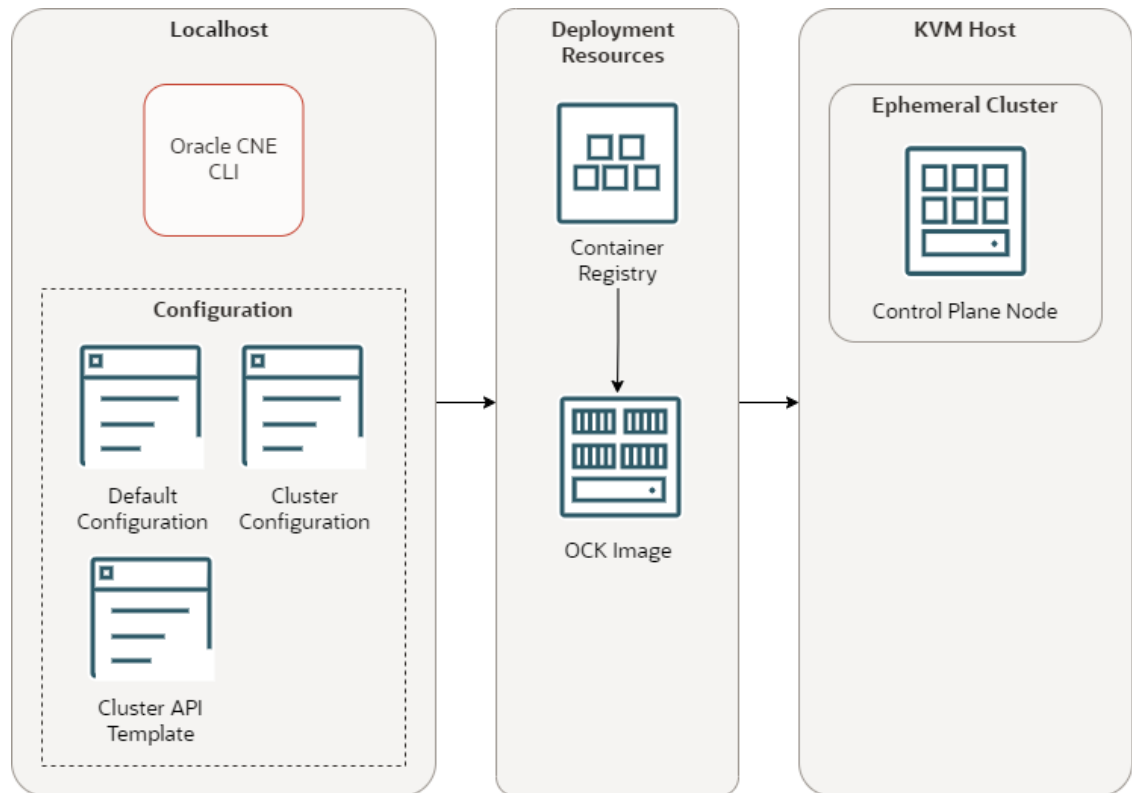 Localhost
Oracle CNE
CLI
Configuration
Default
Configuration
Cluster
Configuration
Cluster API
Template
Deployment
Resources
Container
Registry
OCK Image
KVM Host
Ephemeral Cluster
Control Plane Node